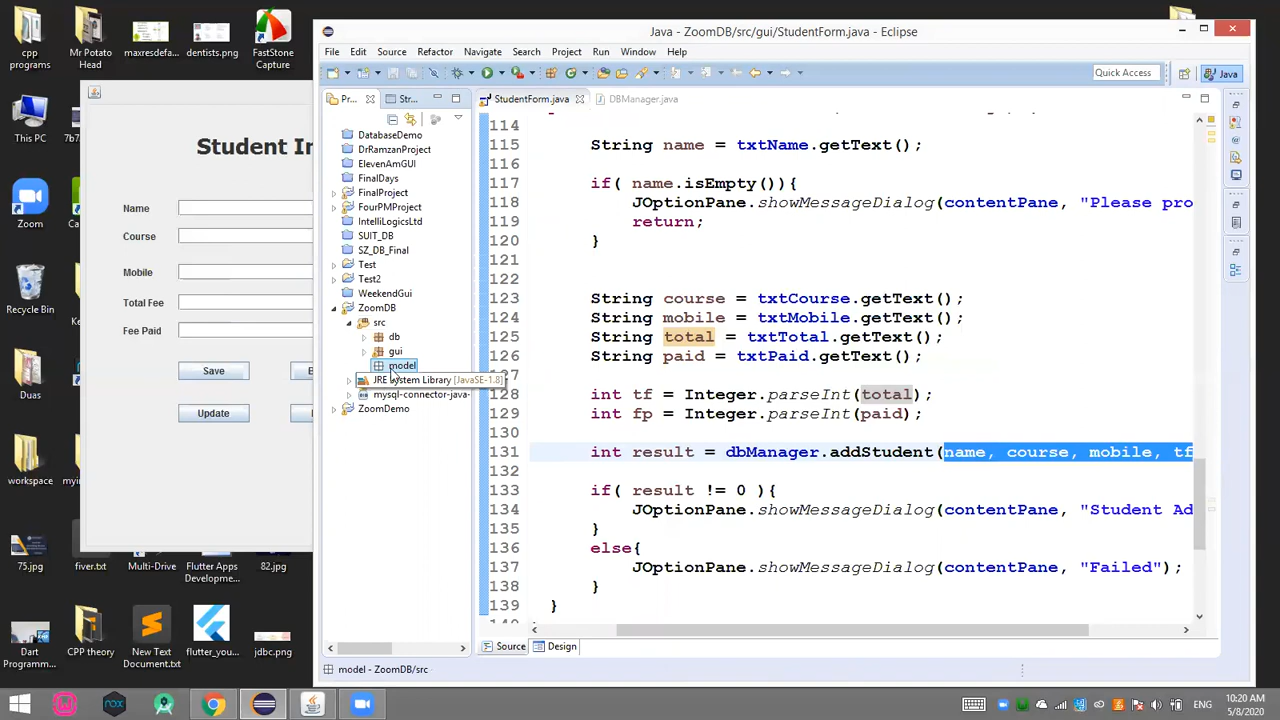 cpp
programs
Mr Potato
Head
maxresdefa...
dentists.png
FastStone
Capture
This PC
Zoom
Recycle Bin
Duas
workspace
75.jpg
fiver.txt
Multi-Drive
Flutter Apps
Developme...
82.jpg
Dart
Programm...
CPP theory
New Text
Document.txt
flutter_you...
jdbc.png
Name
Course
Mobile
Total Fee
Fee Paid
Save
Update
Java - ZoomDB/src/gui/StudentForm.java - Eclipse
File Edit Source Refactor Navigate Search Project Run Window Help
Quick Access
Java
Pr...
Str...
StudentForm.java
DBManager.java
DatabaseDemo
DrRamzanProject
ElevenAmGUI
FinalDays
FinalProject
FourPMProject
IntelliLogicsLtd
SUIT_DB
SZ_DB_Final
Test
Test2
WeekendGui
ZoomDB
src
db
gui
model
JRE System Library [JavaSE-1.8]
mysql-connector-java-
ZoomDemo
114
115 String name = txtName.getText();
116
117 if( name.isEmpty()){
118 JOptionPane.showMessageDialog(contentPane, "Please pro
119 return;
120 }
121
122
123 String course = txtCourse.getText();
124 String mobile = txtMobile.getText();
125 String total = txtTotal.getText();
126 String paid = txtPaid.getText();
127
128 int tf = Integer.parseInt(total);
129 int fp = Integer.parseInt(paid);
130
131 int result = dbManager.addStudent(name, course, mobile, tf
132
133 if( result != 0 ){
134 JOptionPane.showMessageDialog(contentPane, "Student Ad
135 }
136 else{
137 JOptionPane.showMessageDialog(contentPane, "Failed");
138 }
139 }
Source
Design
model - ZoomDB/src
nox
ENG
10:20 AM
5/8/2020